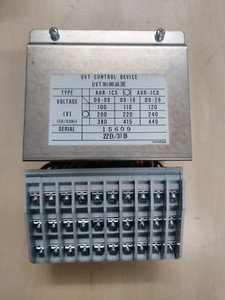 UVT CONTROL DEVICE
UVT制御装置
TYPE AUR-1CS AUR-1CD
VOLTAGE 09-09 09-18 09-28
100 110 120
(V) 200 220 240
380 415 440
SERIAL 15609